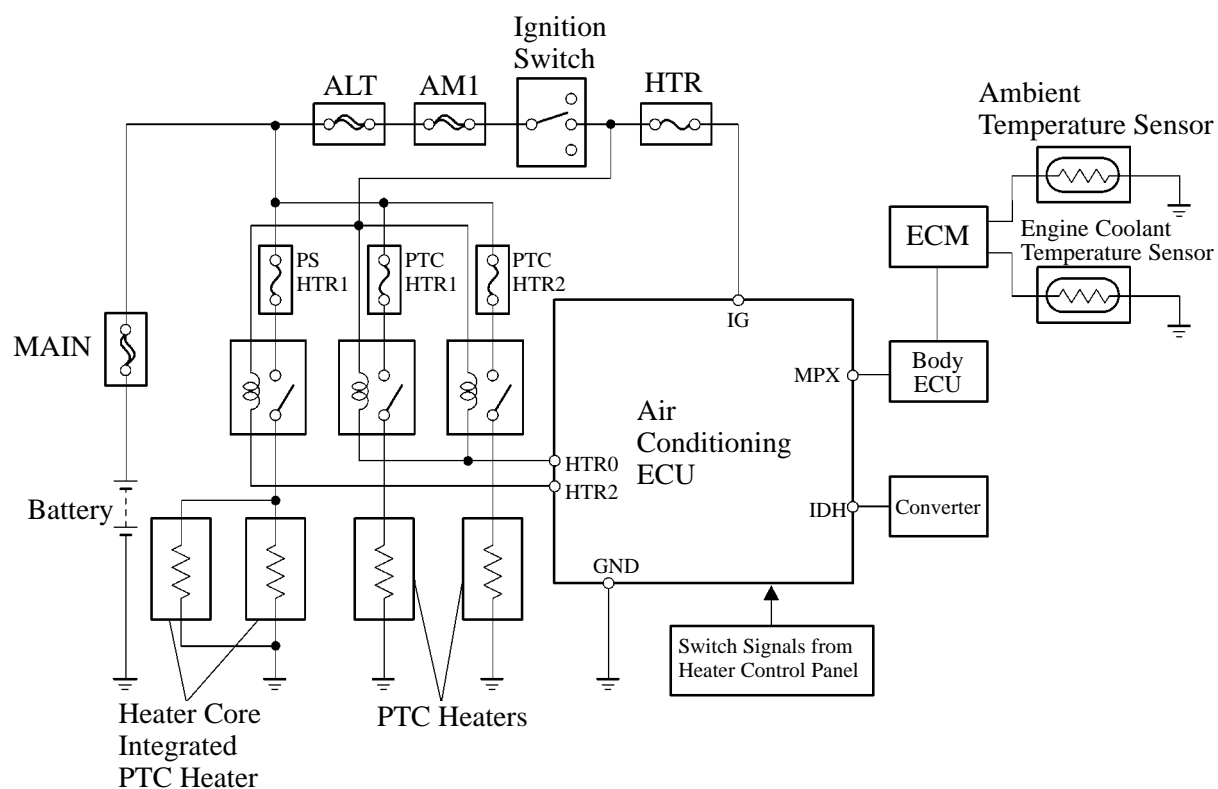 Ignition
Switch
ALT
AM1
HTR
Ambient
Temperature Sensor
ECM
Engine Coolant
Temperature Sensor
PS
HTR1
PTC
HTR1
PTC
HTR2
IG
MAIN
MPX
Body
ECU
Air
Conditioning
ECU
HTR0
HTR2
Battery
IDH
Converter
GND
Switch Signals from
Heater Control Panel
Heater Core
Integrated
PTC Heater
PTC Heaters